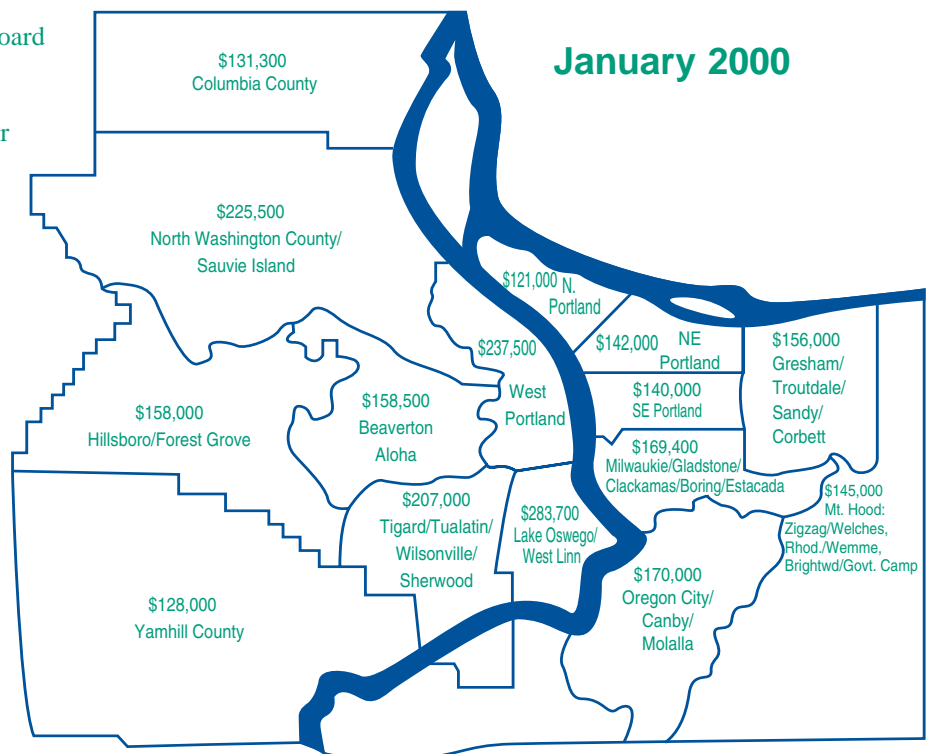 oard
r
January 2000
$131,300
Columbia County
$225,500
North Washington County/
Sauvie Island
$121,000 N.
Portland
$237,500
West
Portland
$142,000 NE
Portland
$140,000
SE Portland
$156,000
Gresham/
Troutdale/
Sandy/
Corbett
$158,000
Hillsboro/Forest Grove
$158,500
Beaverton
Aloha
$169,400
Milwaukie/Gladstone/
Clackamas/Boring/Estacada
$145,000
Mt. Hood:
Zigzag/Welches,
Rhod./Wemme,
Brightwd/Govt. Camp
$207,000
Tigard/Tualatin/
Wilsonville/
Sherwood
$283,700
Lake Oswego/
West Linn
$170,000
Oregon City/
Canby/
Molalla
$128,000
Yamhill County